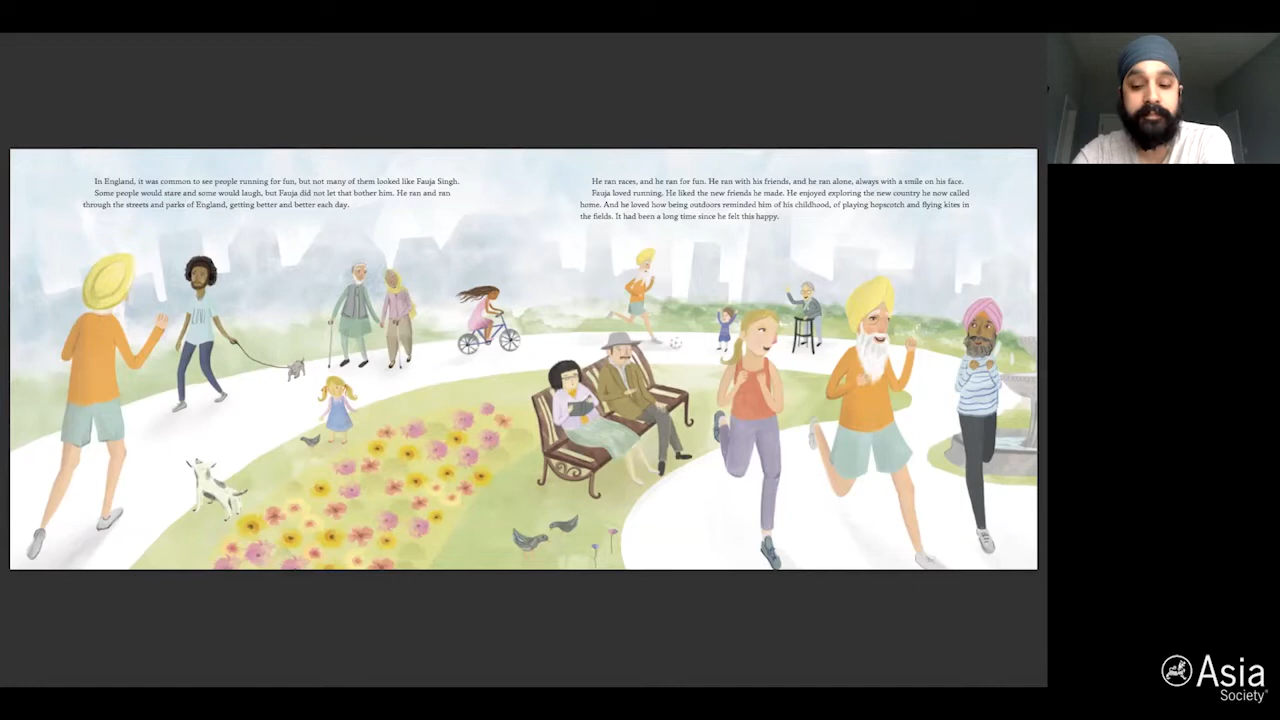 In England, it was common to see people running for fun, but not many of them looked like Fauja Singh.
Some people would stare and some would laugh, but Fauja did not let that bother him. He ran and ran
through the streets and parks of England, getting better and better each day.
He ran races, and he ran for fun. He ran with his friends, and he ran alone, always with a smile on his face.
Fauja loved running. He liked the new friends he made. He enjoyed exploring the new country he now called
home. And he loved how being outdoors reminded him of his childhood, of playing hopscotch and flying kites in
the fields. It had been a long time since he felt this happy.
Asia
Society